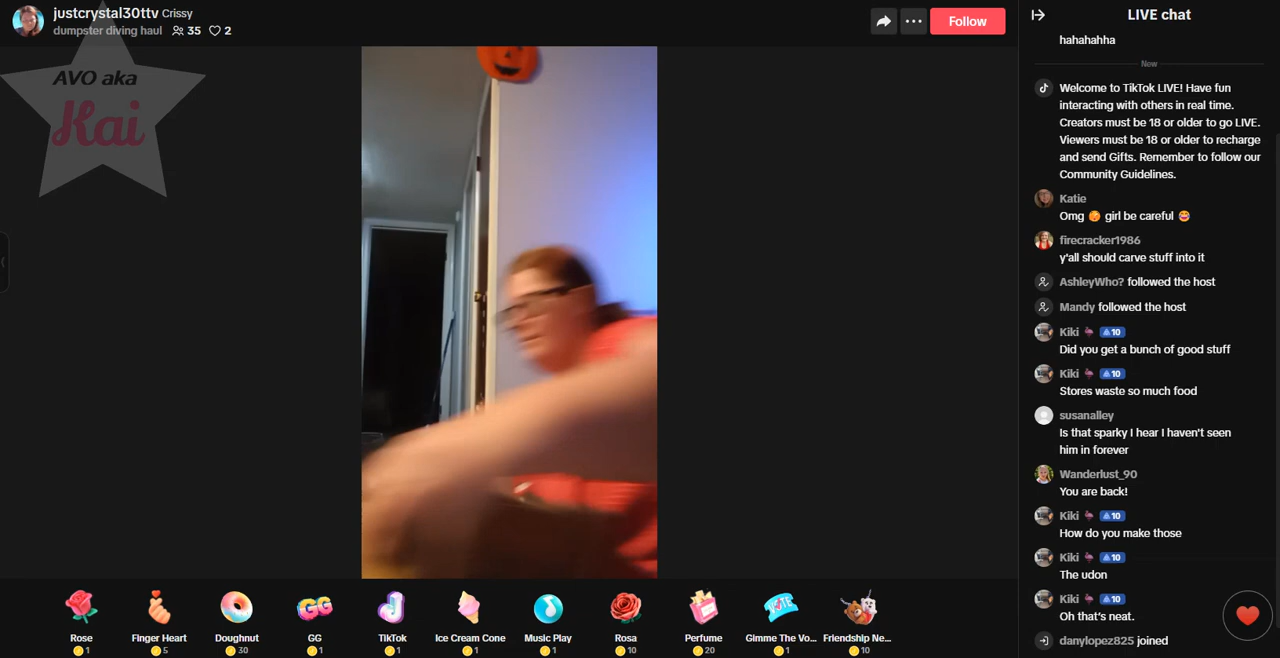 justcrystal30ttv Crissy
dumpster diving haul 35 2
Follow
AVO aka
Kai
LIVE chat
hahahahha
New
Welcome to TikTok LIVE! Have fun
interacting with others in real time.
Creators must be 18 or older to go LIVE.
Viewers must be 18 or older to recharge
and send Gifts. Remember to follow our
Community Guidelines.
Katie
Omg 🥵 girl be careful 😂
firecracker1986
y'all should carve stuff into it
AshleyWho? followed the host
Mandy followed the host
Kiki 🦩 10
Did you get a bunch of good stuff
Kiki 🦩 10
Stores waste so much food
susanalley
Is that sparky I hear I haven't seen
him in forever
Wanderlust_90
You are back!
Kiki 🦩 10
How do you make those
Kiki 🦩 10
The udon
Kiki 🦩 10
Oh that's neat.
danylopez825 joined
GG
VOTE
Rose Finger Heart Doughnut GG TikTok Ice Cream Cone Music Play Rosa Perfume Gimme The Vo... Friendship Ne...
1 5 30 1 1 1 1 10 20 1 10